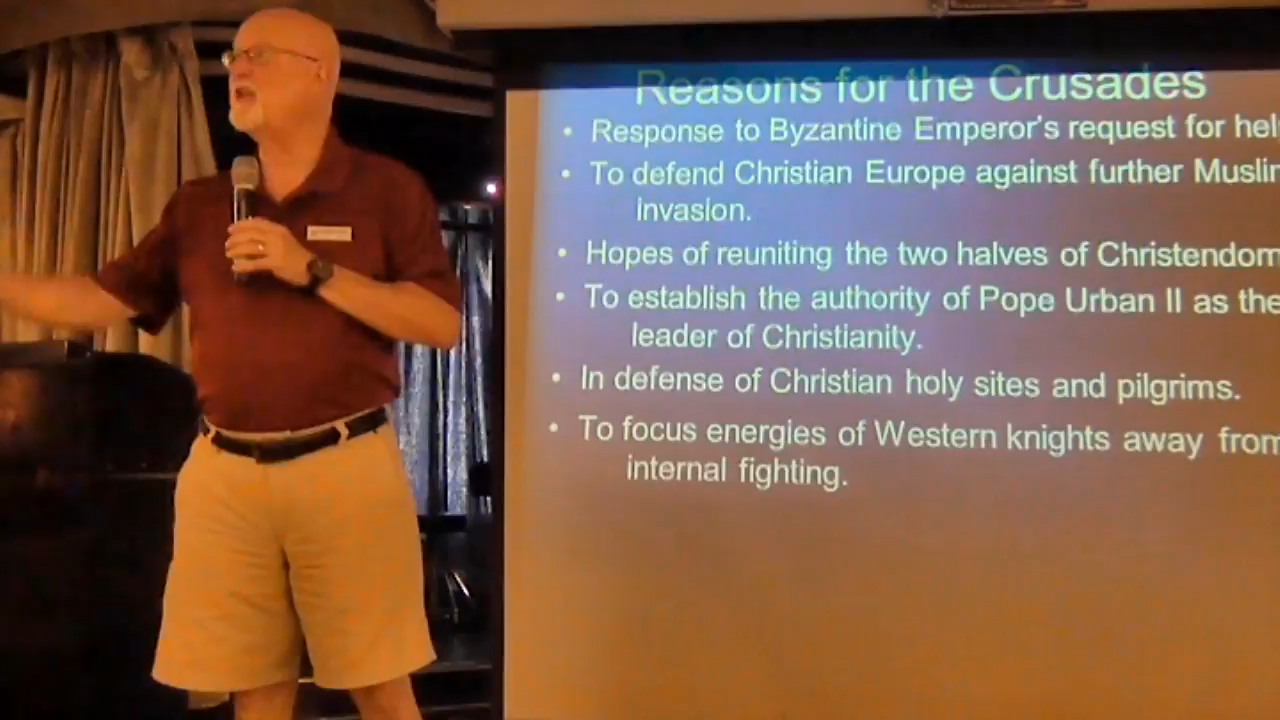 Reasons for the Crusades
• Response to Byzantine Emperor's request for hel
• To defend Christian Europe against further Musli
invasion.
• Hopes of reuniting the two halves of Christendom
• To establish the authority of Pope Urban II as the
leader of Christianity.
• In defense of Christian holy sites and pilgrims.
• To focus energies of Western knights away from
internal fighting.